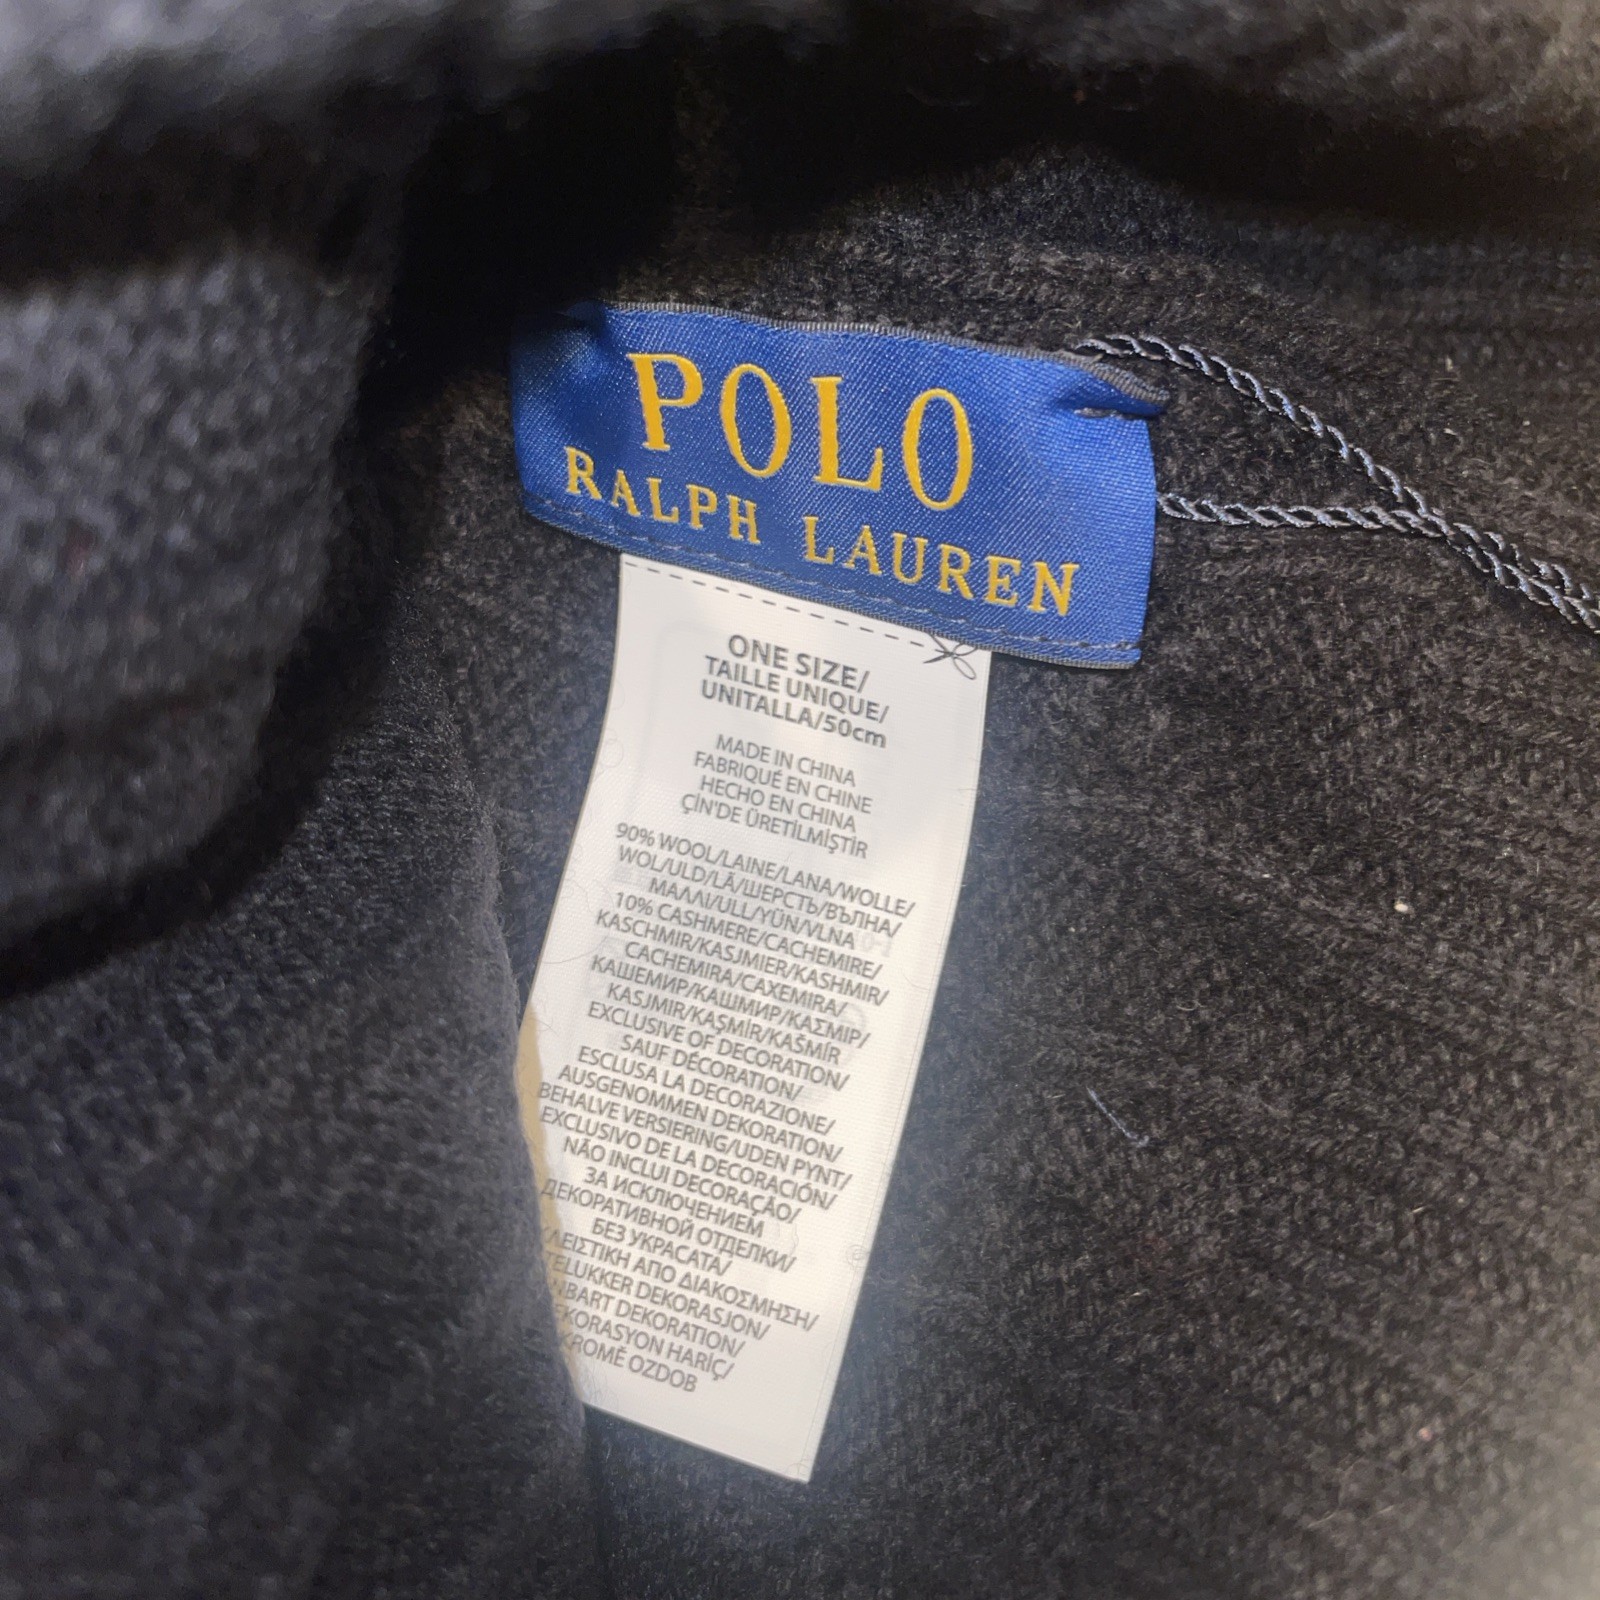 POLO
RALPH LAUREN
ONE SIZE/
TAILLE UNIQUE/
UNITALLA/50cm
MADE IN CHINA
FABRIQUÉ EN CHINE
HECHO EN CHINA
ÇİN'DE ÜRETİLMİŞTİR
90% WOOL/LAINE/LANA/WOLLE/
WOL/ULD/LÃ/ШЕРСТЬ/ВЪЛНА/
ΜΑΛΛΙ/ULL/YÜN/VLNA
10% CASHMERE/CACHEMIRE/
KASCHMIR/KASJMIER/KASHMIR/
CACHEMIRA/CAXEMIRA/
КАШЕМИР/КАШМИР/ΚΑΣΜΙΡ/
KASJMIR/KAŞMİR/KAŠMÍR
EXCLUSIVE OF DECORATION/
SAUF DÉCORATION/
ESCLUSA LA DECORAZIONE/
AUSGENOMMEN DEKORATION/
BEHALVE VERSIERING/UDEN PYNT/
EXCLUSIVO DE LA DECORACIÓN/
NÃO INCLUI DECORAÇÃO/
ЗА ИСКЛЮЧЕНИЕМ
ДЕКОРАТИВНОЙ ОТДЕЛКИ/
БЕЗ УКРАСАТА/
ΑΠΟ ΔΙΑΚΟΣΜΗΣΗ/
DEKORASJON/
DEKORATION/
HARİÇ/
OZDOB